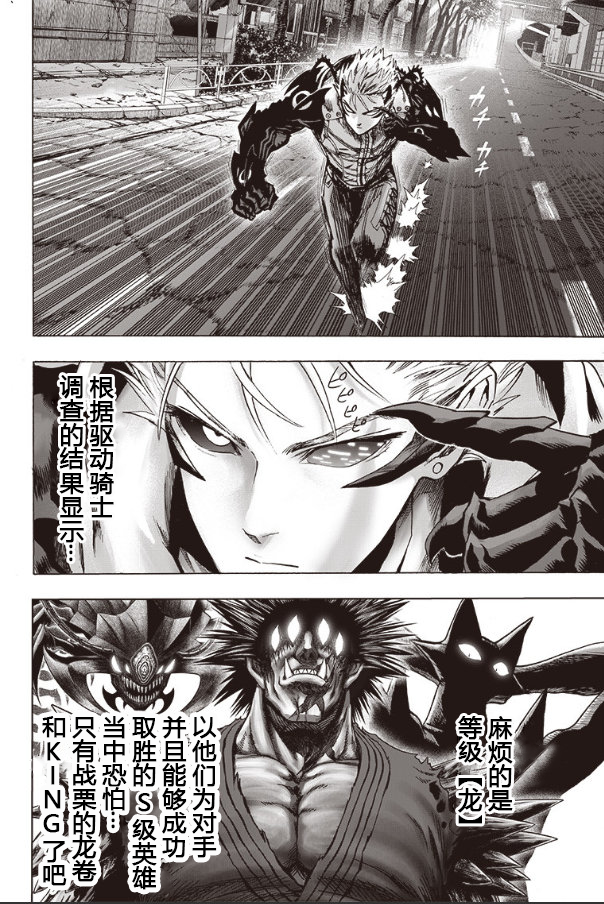 カチカチ
根据驱动骑士
调查的结果显示…
麻烦的是
等级【龙】
以他们为对手
并且能够成功
取胜的S级英雄
当中恐怕…
只有战栗的龙卷
和KING了吧